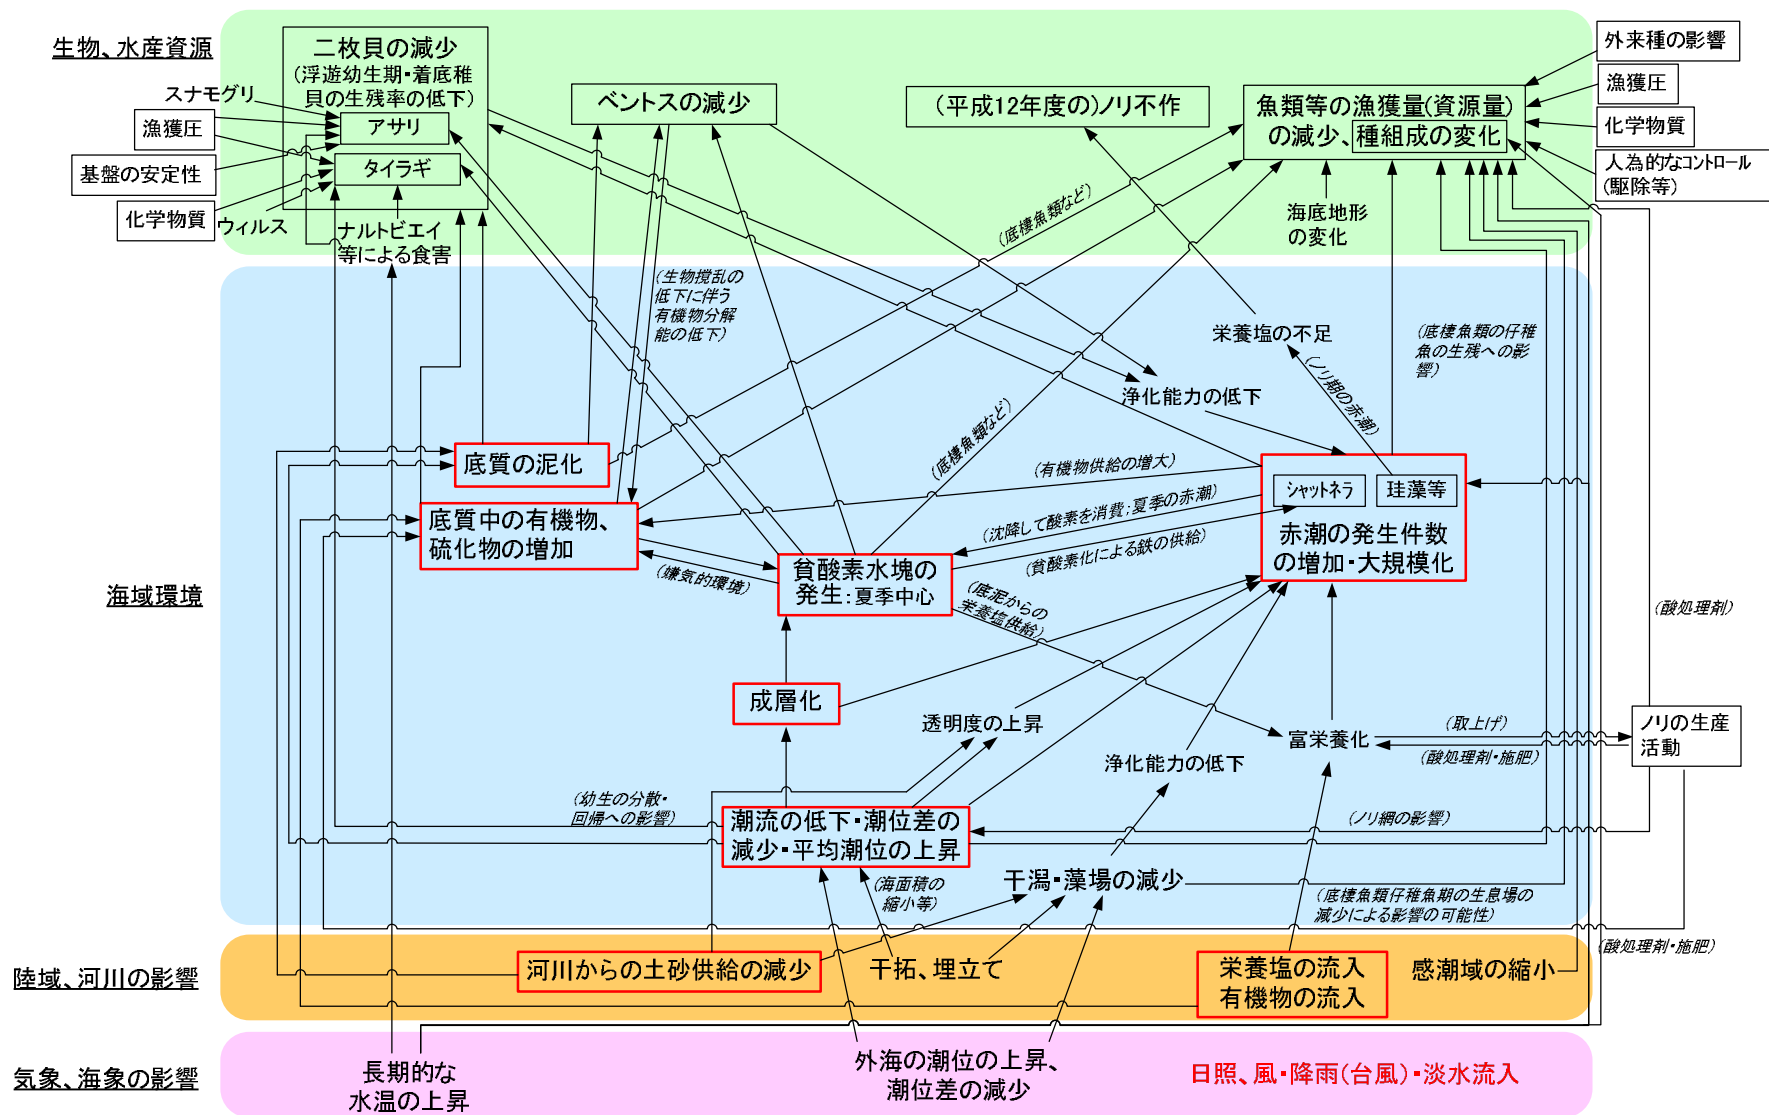 生物、水産資源
二枚貝の減少
(浮遊幼生期・着底稚
貝の生残率の低下)
スナモグリ
漁獲圧
アサリ
基盤の安定性
タイラギ
化学物質
ウィルス
ナルトビエイ
等による食害
ベントスの減少
(平成12年度の)ノリ不作
魚類等の漁獲量(資源量)
の減少、種組成の変化
外来種の影響
漁獲圧
化学物質
人為的なコントロール
(駆除等)
海底地形
の変化
(底棲魚類など)
海域環境
(生物撹乱の
低下に伴う
有機物分解
能の低下)
栄養塩の不足
(底棲魚類の仔稚
魚の生残への影
響)
(ノリ期の赤潮)
浄化能力の低下
(底棲魚類など)
底質の泥化
(有機物供給の増大)
シャットネラ
珪藻等
赤潮の発生件数
の増加・大規模化
底質中の有機物、
硫化物の増加
(沈降して酸素を消費;夏季の赤潮)
(貧酸素化による鉄の供給)
(嫌気的環境)
貧酸素水塊の
発生:夏季中心
(底泥からの
栄養塩供給)
(酸処理剤)
成層化
透明度の上昇
富栄養化
(取上げ)
(酸処理剤・施肥)
ノリの生産
活動
浄化能力の低下
(幼生の分散・
回帰への影響)
潮流の低下・潮位差の
減少・平均潮位の上昇
(ノリ網の影響)
(海面積の
縮小等)
干潟・藻場の減少
(底棲魚類仔稚魚期の生息場の
減少による影響の可能性)
(酸処理剤・施肥)
陸域、河川の影響
河川からの土砂供給の減少
干拓、埋立て
栄養塩の流入
有機物の流入
感潮域の縮小
気象、海象の影響
長期的な
水温の上昇
外海の潮位の上昇、
潮位差の減少
日照、風・降雨(台風)・淡水流入